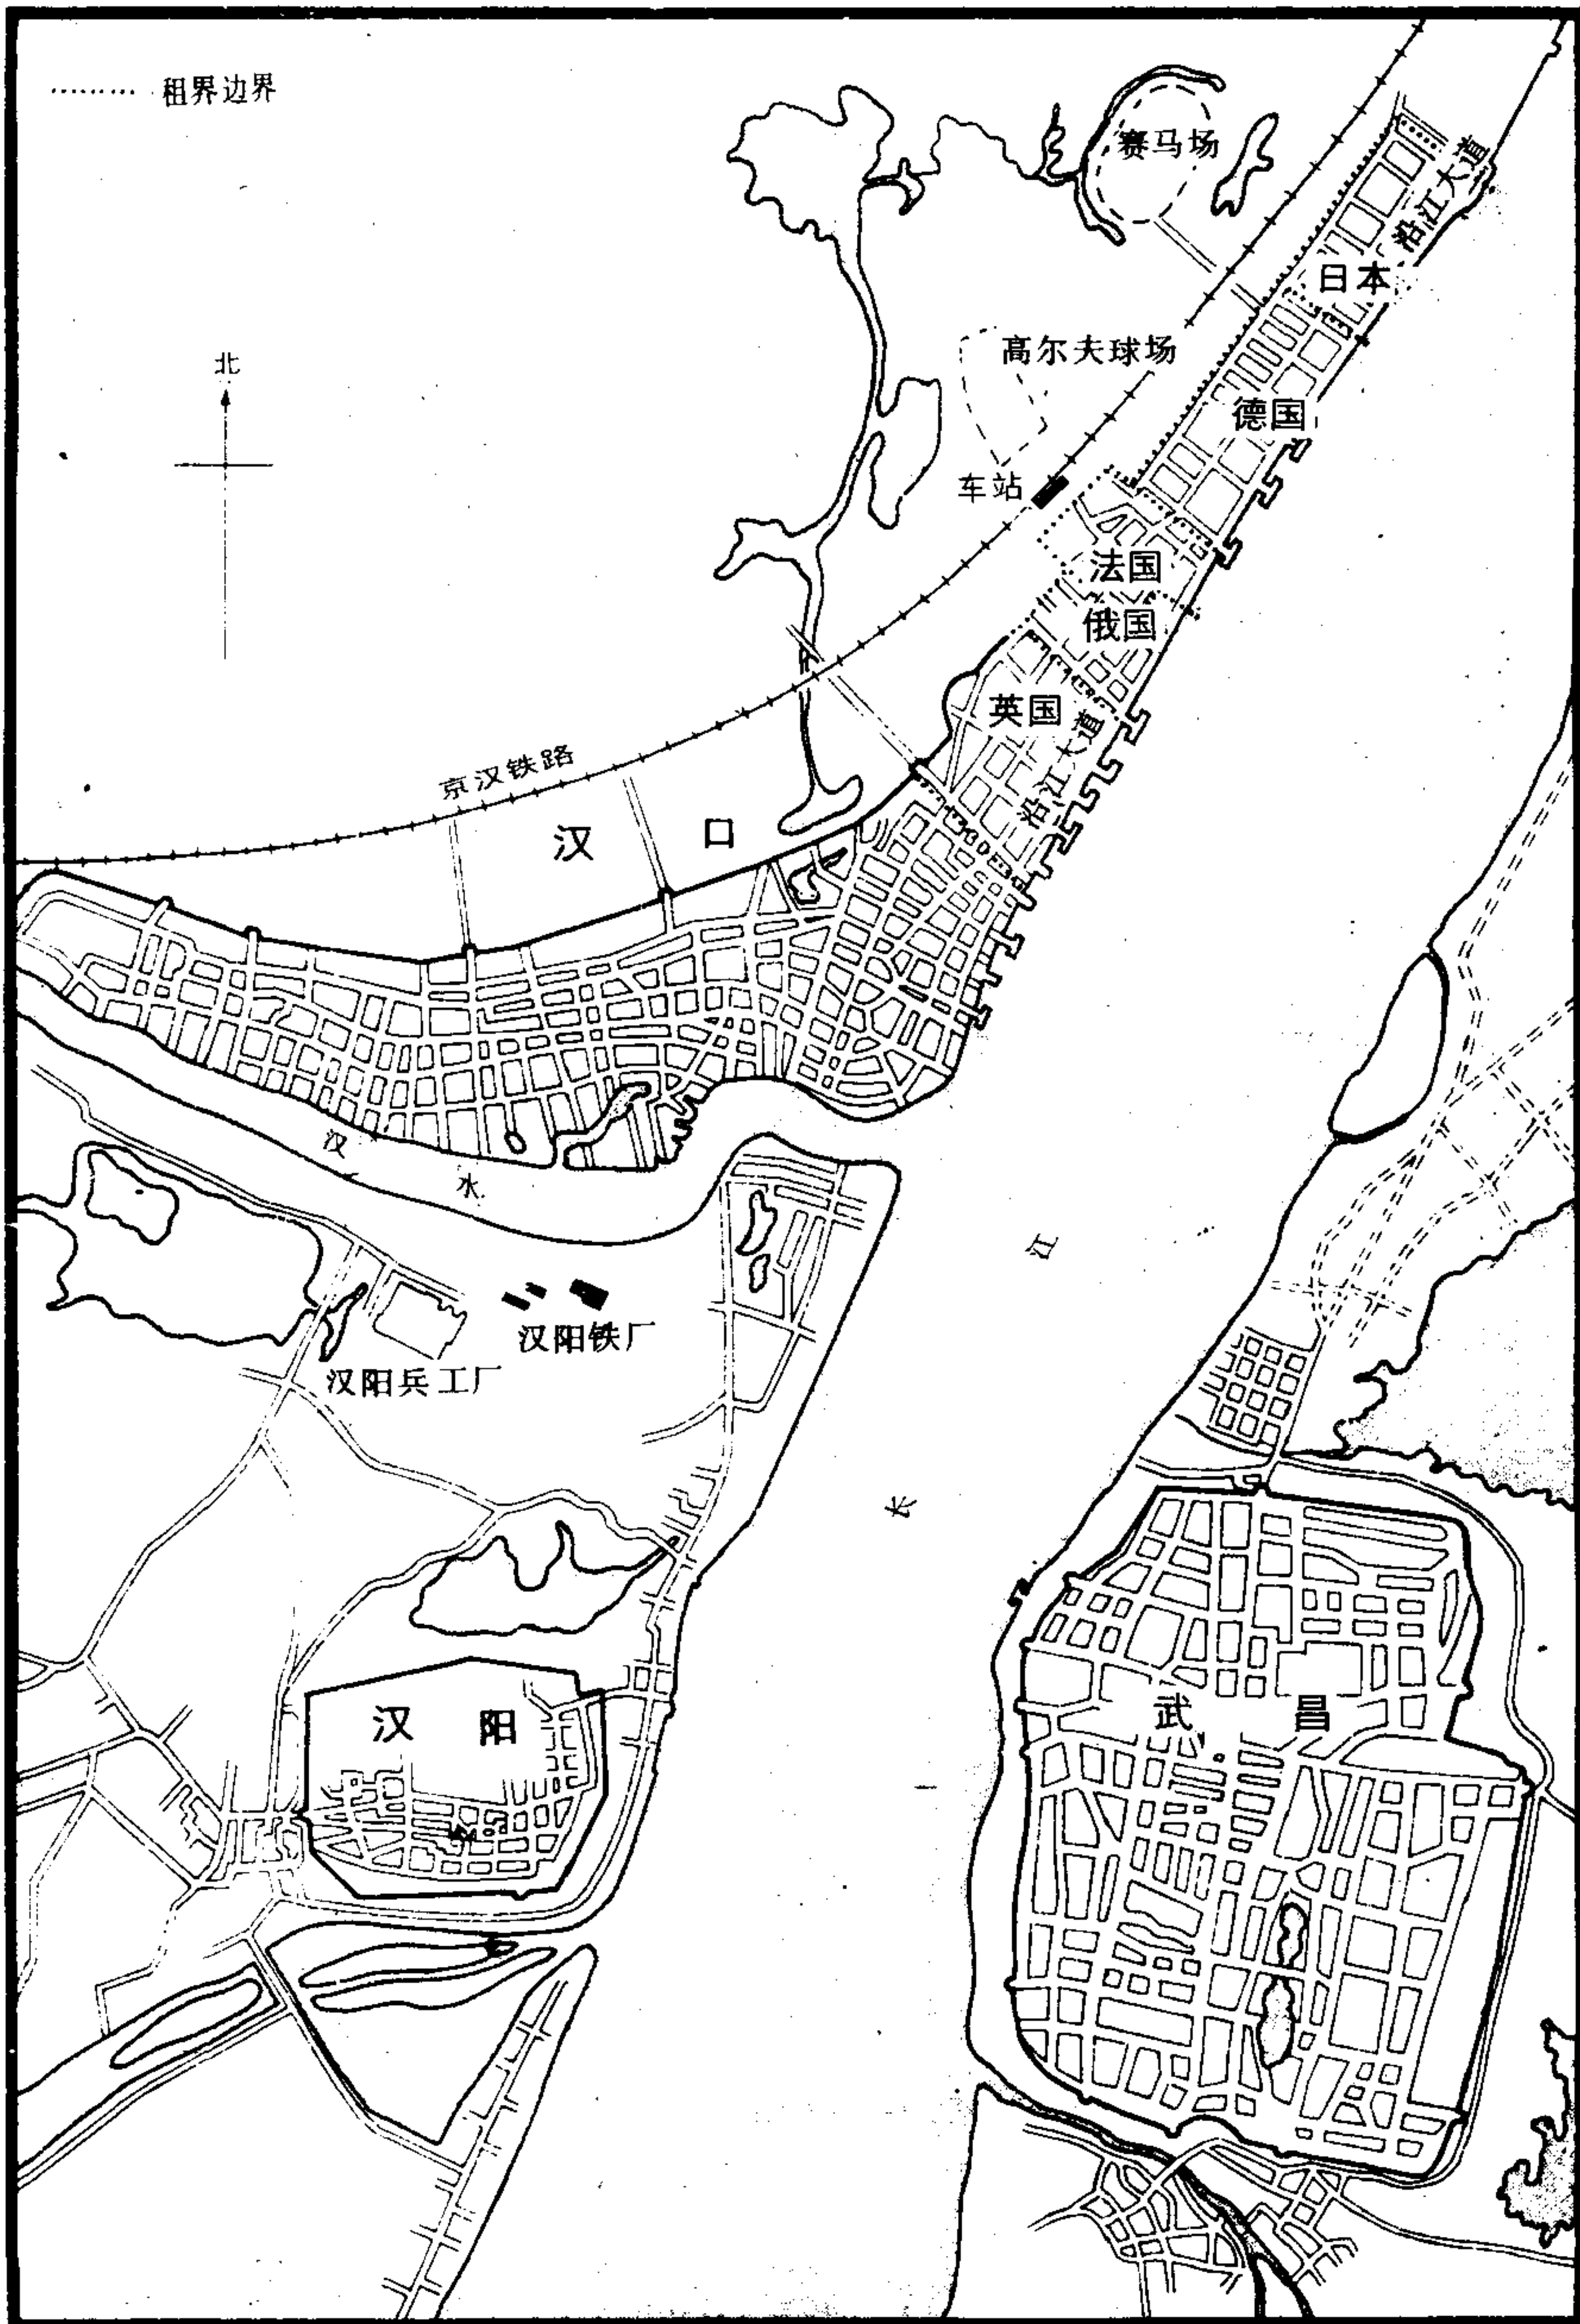 租界边界
赛马场
沿江大道
日本
北
高尔夫球场
德国
车站
法国
俄国
英国
沿江大道
京汉铁路
汉口
汉水
江
汉阳铁厂
汉阳兵工厂
长
武昌
汉阳